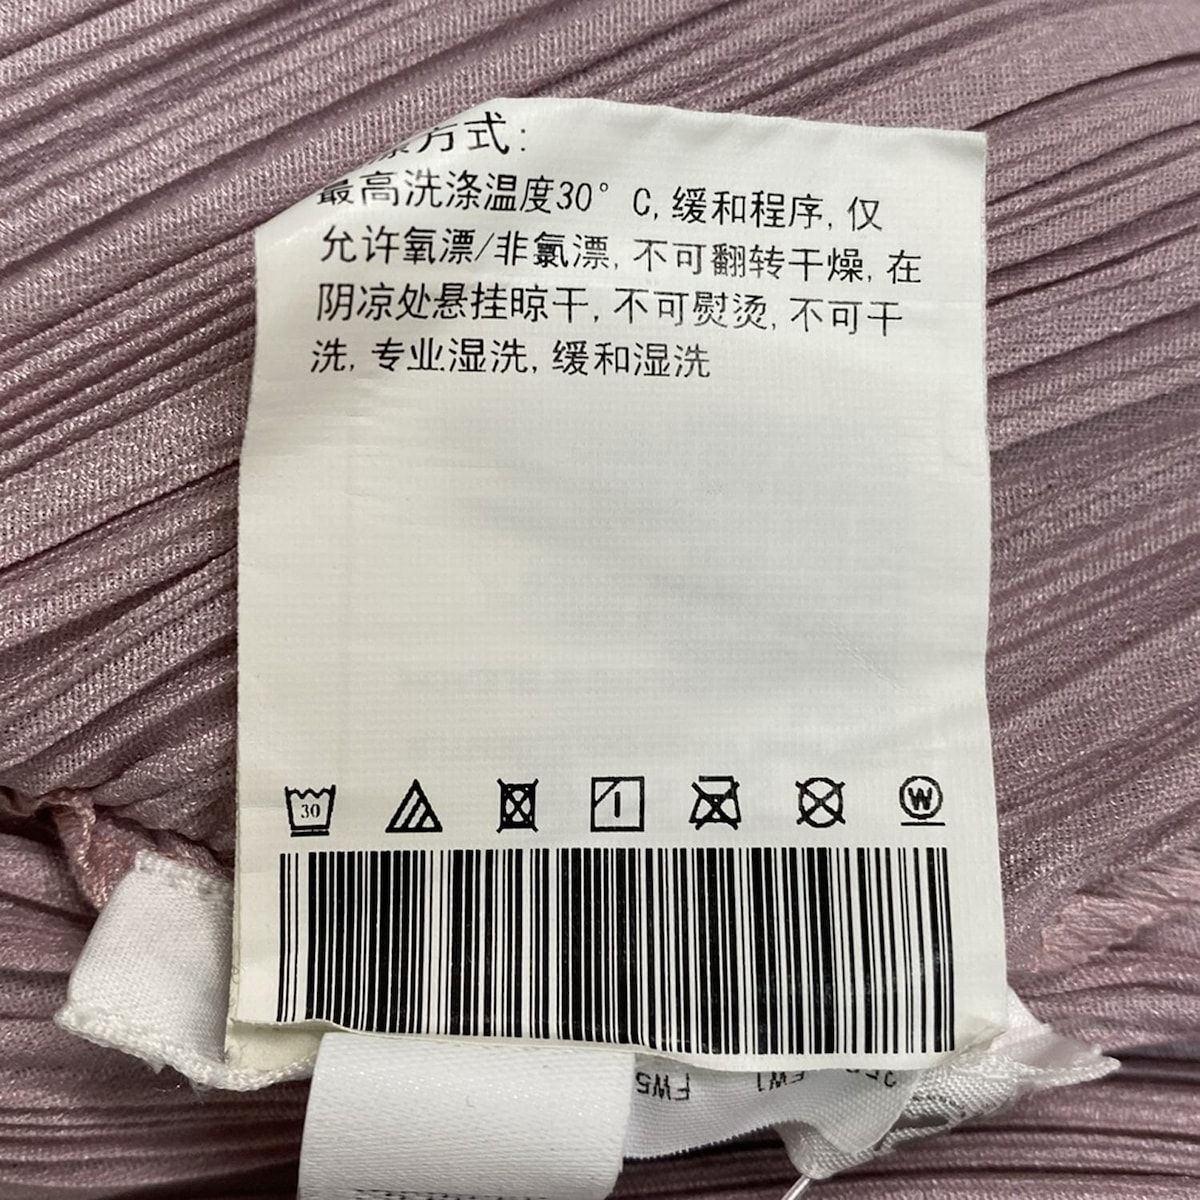 方式:
最高洗涤温度30° C, 缓和程序, 仅
允许氧漂/非氯漂, 不可翻转干燥, 在
阴凉处悬挂晾干, 不可熨烫, 不可干
洗, 专业湿洗, 缓和湿洗
30
W
FW5